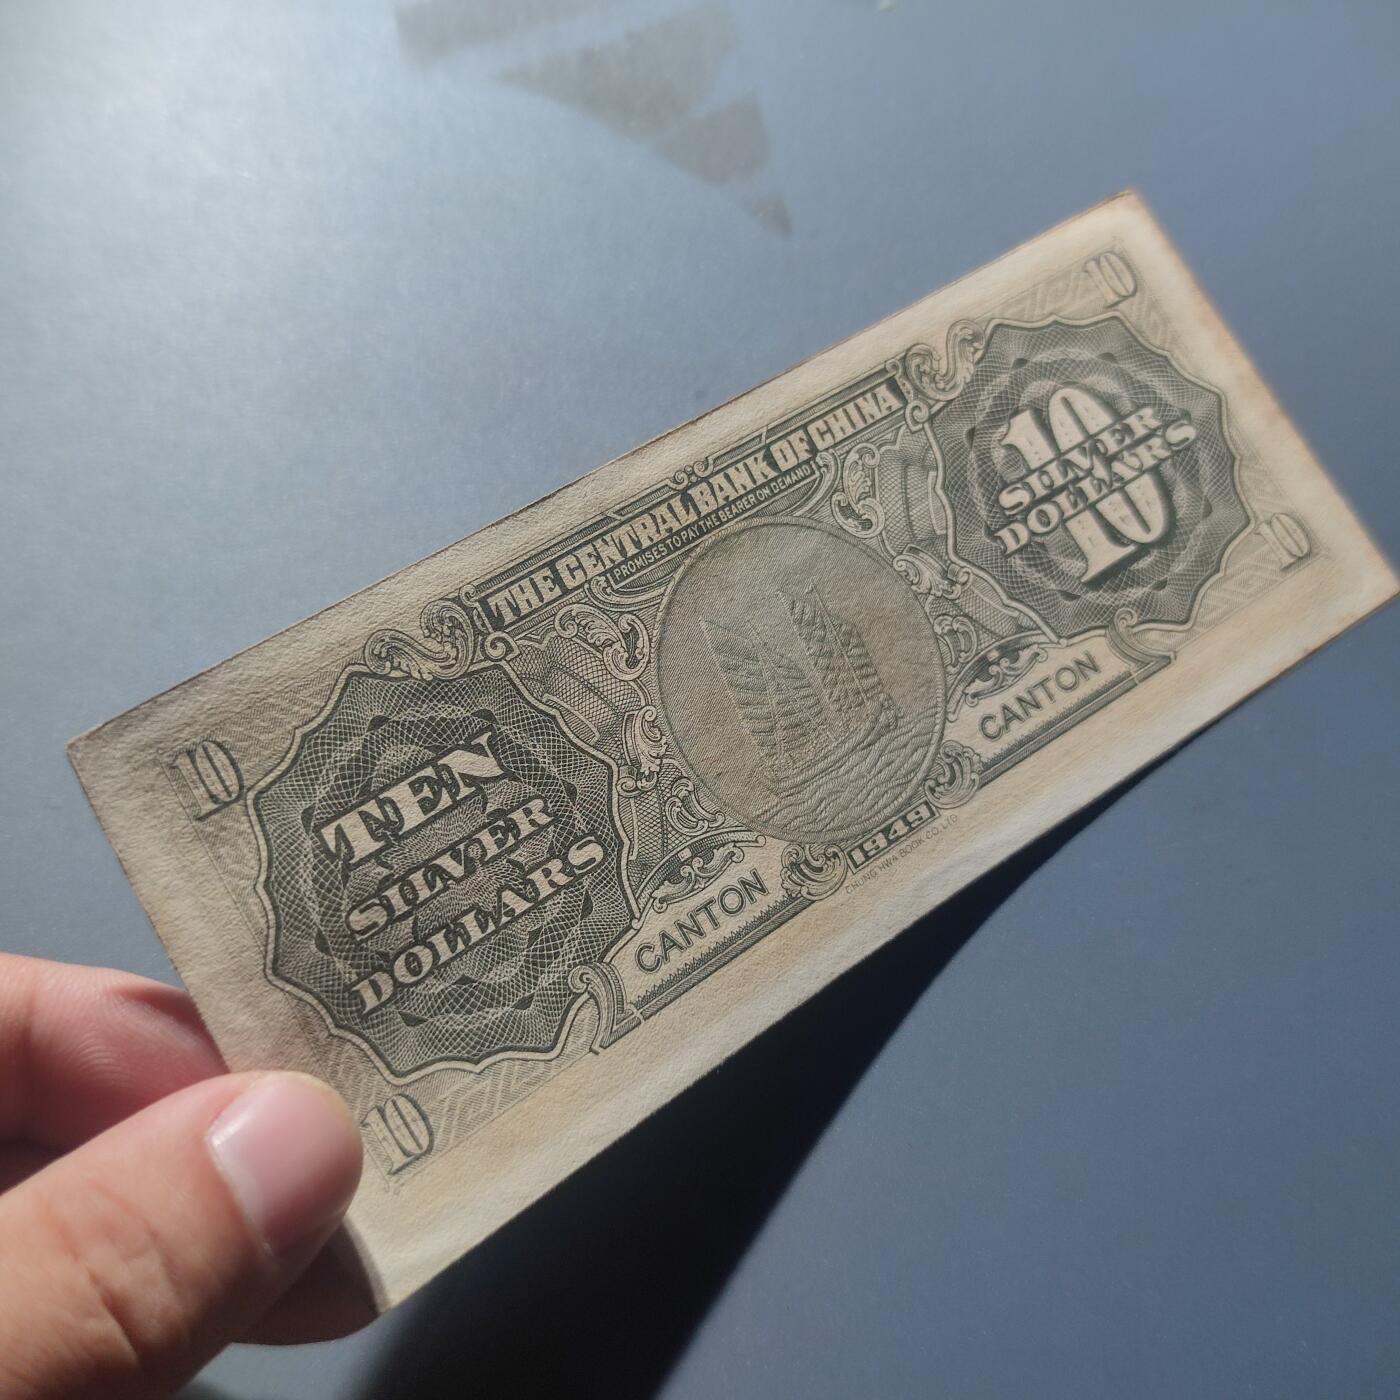 10
10
THE CENTRAL BANK OF CHINA
PROMISES TO PAY THE BEARER ON DEMAND
TEN
SILVER
DOLLARS
10
SILVER
DOLLARS
10
CANTON
CANTON
1949
CHUNG HWA BOOK CO. LTD
10
10